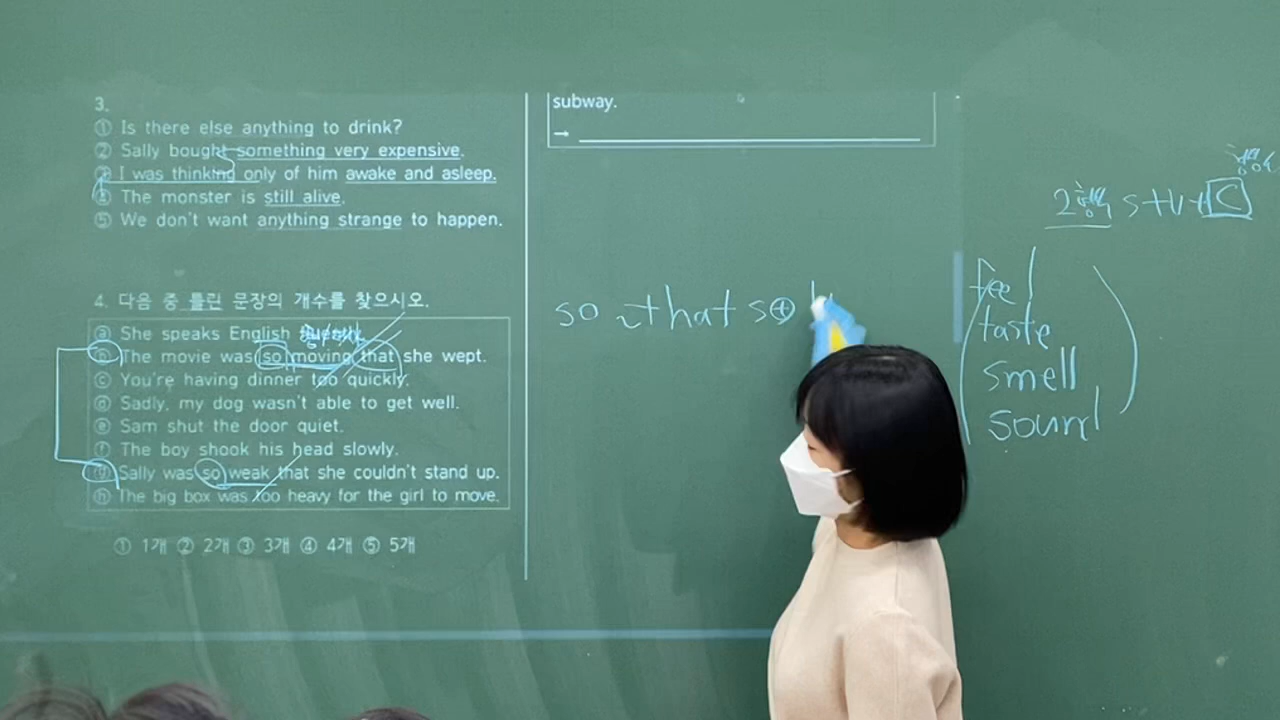 3.
① Is there else anything to drink?
② Sally bought something very expensive.
③ I was thinking only of him awake and asleep.
④ The monster is still alive.
⑤ We don't want anything strange to happen.
4. 다음 중 틀린 문장의 개수를 찾으시오.
ⓐ She speaks English fluently.
ⓑ The movie was so moving that she wept.
ⓒ You're having dinner too quickly.
ⓓ Sadly, my dog wasn't able to get well.
ⓔ Sam shut the door quiet.
ⓕ The boy shook his head slowly.
ⓖ Sally was so weak that she couldn't stand up.
ⓗ The big box was too heavy for the girl to move.
① 1개 ② 2개 ③ 3개 ④ 4개 ⑤ 5개
subway.
→
so that so
2형식 S+V+C
feel
taste
smell
sound